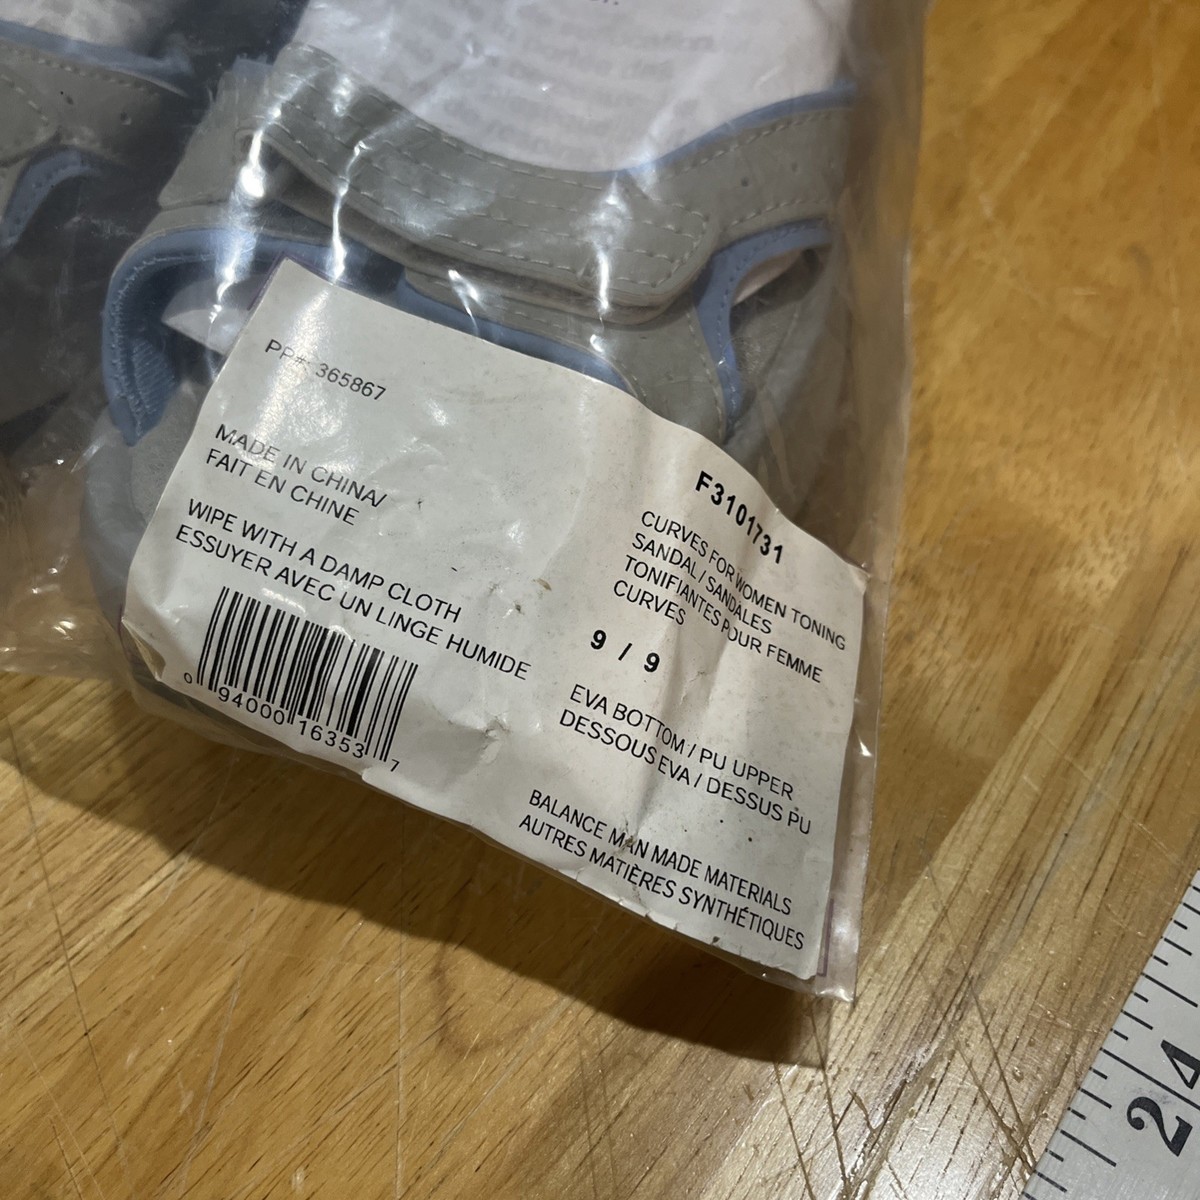 PP#: 365867
MADE IN CHINA/
FAIT EN CHINE
WIPE WITH A DAMP CLOTH
ESSUYER AVEC UN LINGE HUMIDE
0 94000 16353 7
F3101731
CURVES FOR WOMEN TONING
SANDAL / SANDALES
TONIFIANTES POUR FEMME
CURVES
9 / 9
EVA BOTTOM / PU UPPER
DESSOUS EVA / DESSUS PU
BALANCE MAN MADE MATERIALS
AUTRES MATIÈRES SYNTHÉTIQUES
24